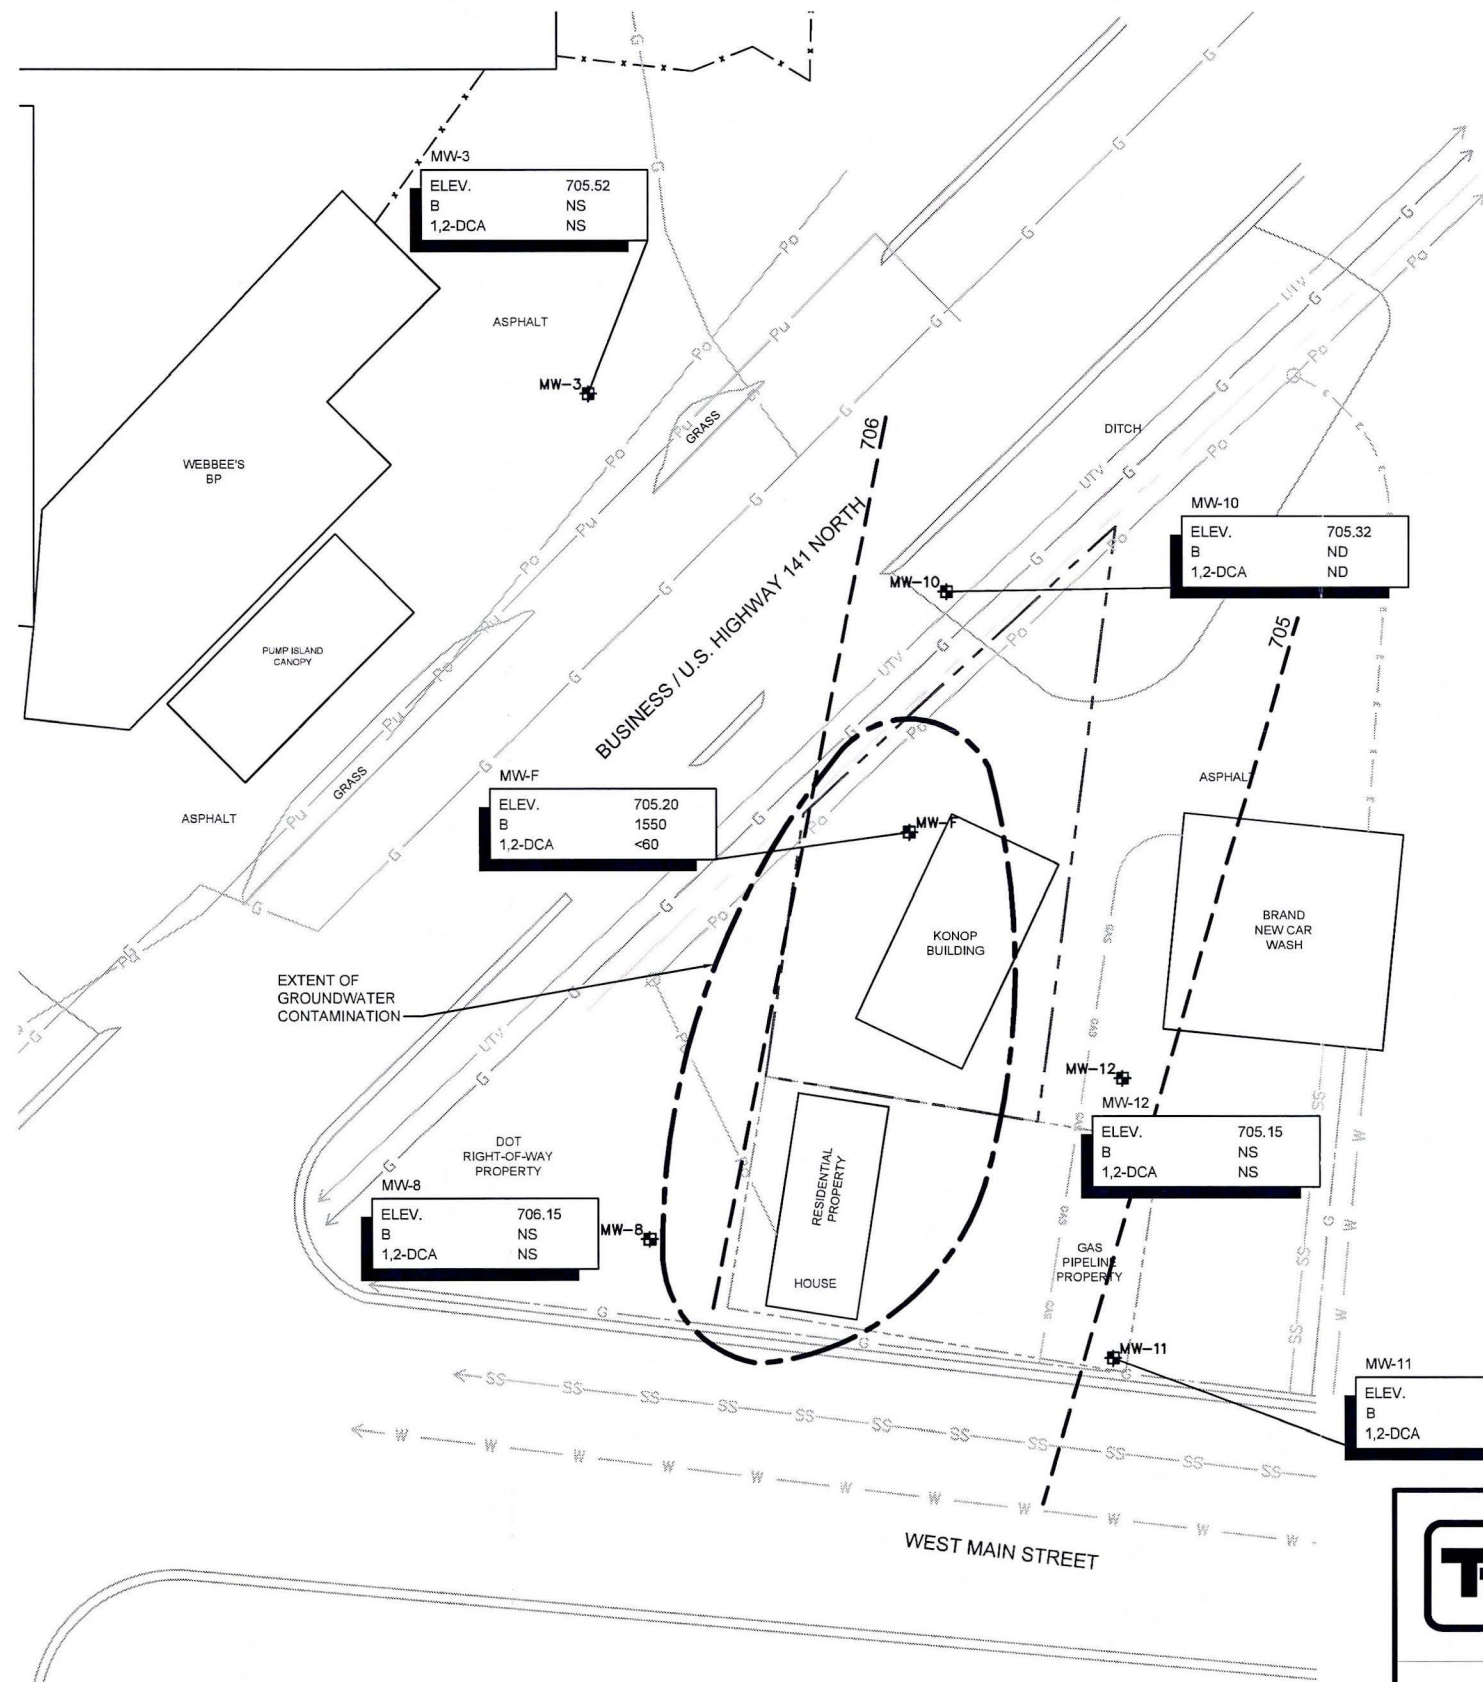 MW-3
ELEV. 705.52
B NS
1,2-DCA NS
ASPHALT
MW-3
WEBBEE'S
BP
GRASS
706
DITCH
BUSINESS / U.S. HIGHWAY 141 NORTH
MW-10
ELEV. 705.32
B ND
1,2-DCA ND
MW-10
705
PUMP ISLAND
CANOPY
GRASS
ASPHALT
MW-F
ELEV. 705.20
B 1550
1,2-DCA <60
MW-F
ASPHALT
KONOP
BUILDING
BRAND
NEW CAR
WASH
EXTENT OF
GROUNDWATER
CONTAMINATION
MW-12
MW-12
ELEV. 705.15
B NS
1,2-DCA NS
DOT
RIGHT-OF-WAY
PROPERTY
RESIDENTIAL
PROPERTY
MW-8
ELEV. 706.15
B NS
1,2-DCA NS
MW-8
HOUSE
GAS
PIPELINE
PROPERTY
MW-11
MW-11
ELEV.
B
1,2-DCA
WEST MAIN STREET